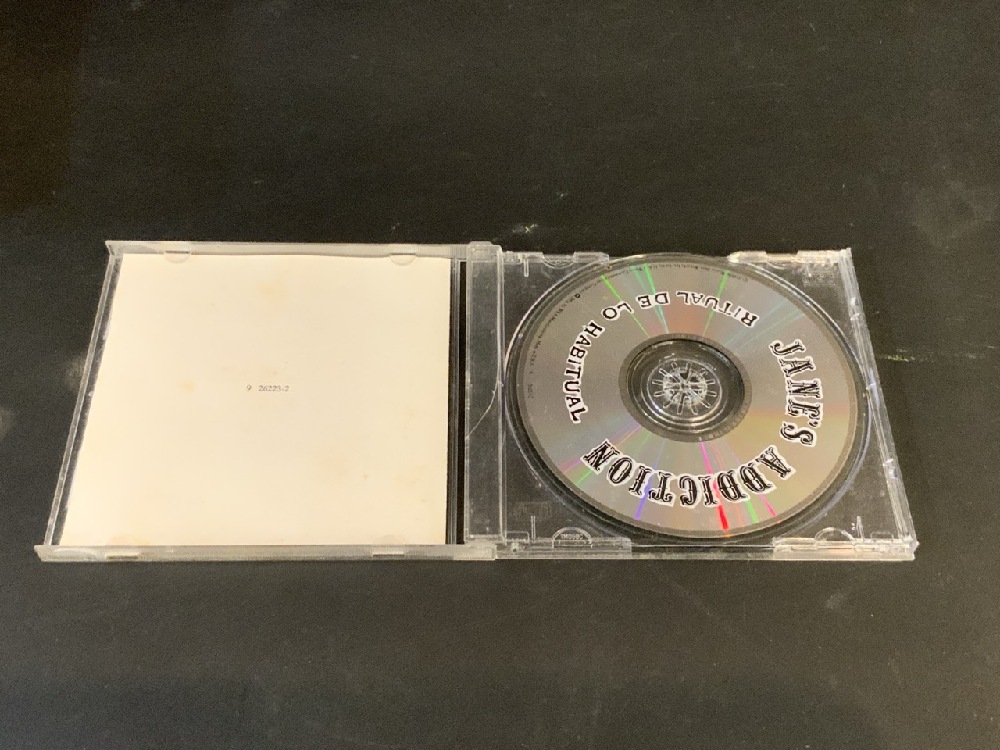 9 26223-2
RITUAL DE LO HABITUAL
JANE'S ADDICTION